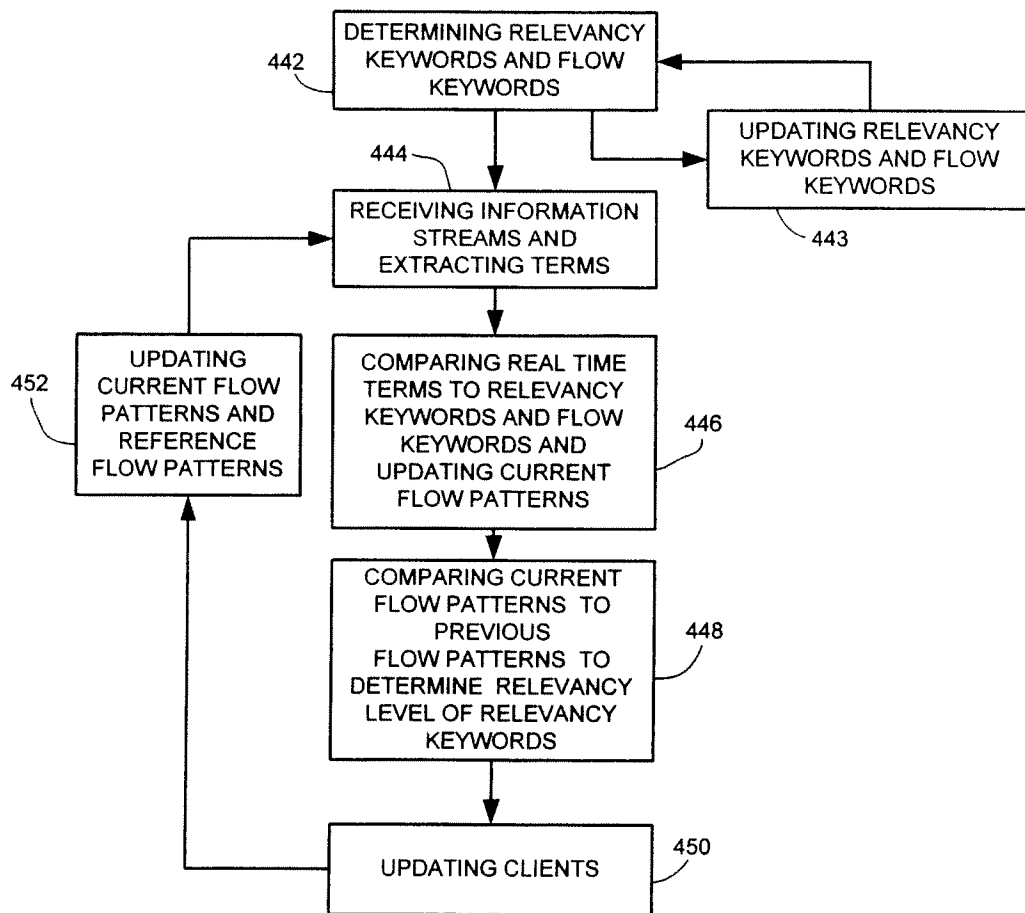 DETERMINING RELEVANCY
KEYWORDS AND FLOW
KEYWORDS
442
UPDATING RELEVANCY
KEYWORDS AND FLOW
KEYWORDS
443
444
RECEIVING INFORMATION
STREAMS AND
EXTRACTING TERMS
452
UPDATING
CURRENT FLOW
PATTERNS AND
REFERENCE
FLOW PATTERNS
COMPARING REAL TIME
TERMS TO RELEVANCY
KEYWORDS AND FLOW
KEYWORDS AND
UPDATING CURRENT
FLOW PATTERNS
446
COMPARING CURRENT
FLOW PATTERNS TO
PREVIOUS
FLOW PATTERNS TO
DETERMINE RELEVANCY
LEVEL OF RELEVANCY
KEYWORDS
448
UPDATING CLIENTS
450